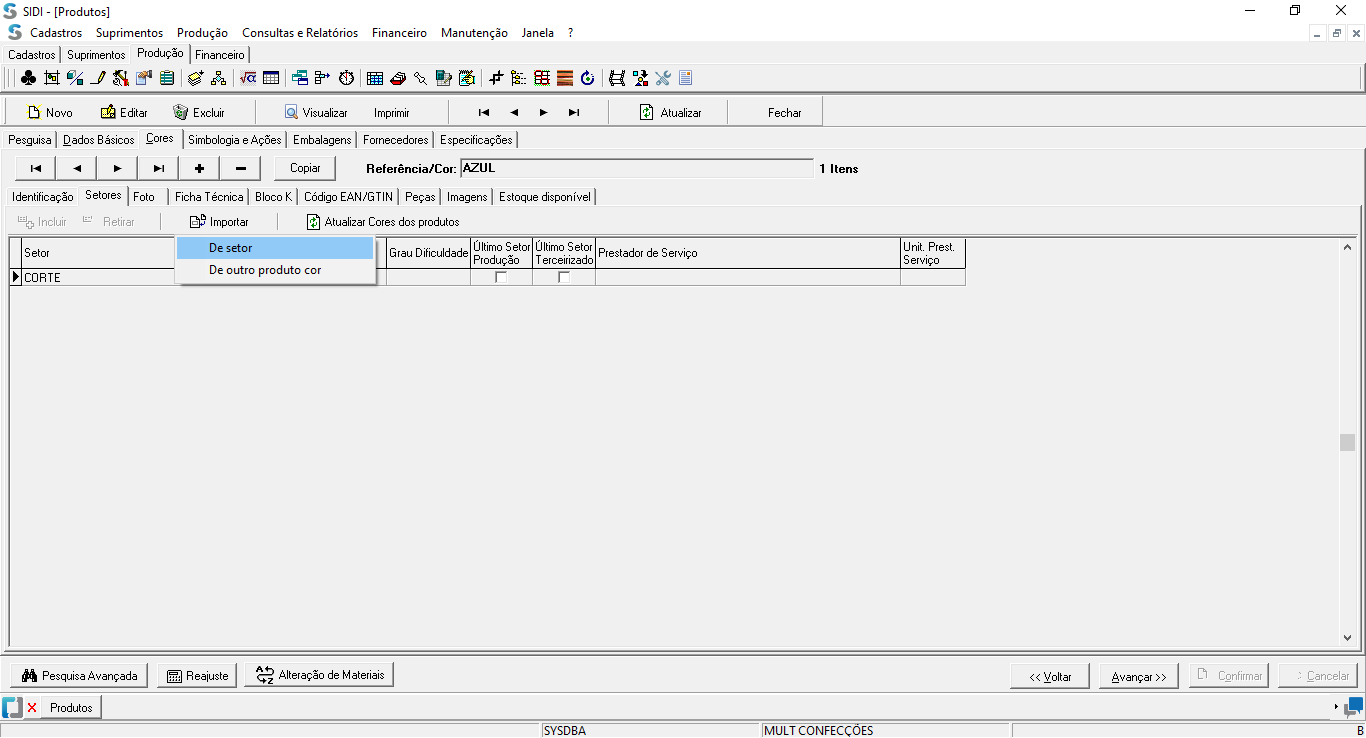 SIDI - [Produtos]
Cadastros Suprimentos Produção Consultas e Relatórios Financeiro Manutenção Janela ?
Cadastros Suprimentos Produção Financeiro
Novo Editar Excluir Visualizar Imprimir Atualizar Fechar
Pesquisa Dados Básicos Cores Simbologia e Ações Embalagens Fornecedores Especificações
Copiar Referência/Cor: AZUL 1 Itens
Identificação Setores Foto Ficha Técnica Bloco K Código EAN/GTIN Peças Imagens Estoque disponível
Incluir Retirar Importar Atualizar Cores dos produtos
De setor
De outro produto cor
Setor Grau Dificuldade Último Setor Produção Último Setor Terceirizado Prestador de Serviço Unit. Prest. Serviço
CORTE
Pesquisa Avançada Reajuste Alteração de Materiais << Voltar Avançar >> Confirmar Cancelar
Produtos
SYSDBA MULT CONFECÇÕES B